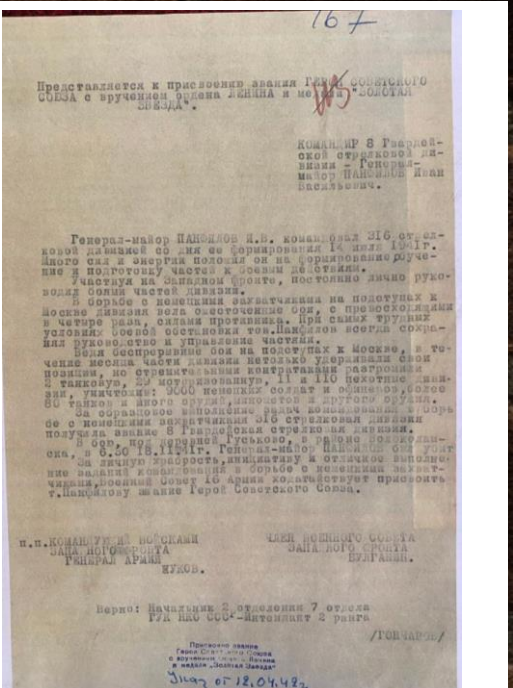 167
Представляется к присвоению звания ГЕРОЯ СОВЕТСКОГО
СОЮЗА с вручением ордена ЛЕНИНА и медали "ЗОЛОТАЯ
ЗВЕЗДА".
КОМАНДИР 8 Гвардей-
ской стрелковой ди-
визии - Генерал-
майор ПАНФИЛОВ Иван
Васильевич.
Генерал-майор ПАНФИЛОВ И.В. командовал 316 стрел-
ковой дивизией со дня ее формирования 14 июля 1941г.
Много сил и энергии положил он на формирование, обуче-
ние и подготовку частей к боевым действиям.
Участвуя на Западном фронте, постоянно лично руко-
водил боями частей дивизии.
В борьбе с немецкими захватчиками на подступах к
Москве дивизия вела ожесточенные бои, с превосходящими
в четыре раза, силами противника. При самых трудных
условиях боевой обстановки тов.Панфилов всегда сохра-
нял руководство и управление частями.
Ведя беспрерывные бои на подступах к Москве, в те-
чение месяца части дивизии нетолько удерживали свои
позиции, но стремительными контратаками разгромили
2 танковую, 29 моторизованную, 11 и 110 пехотные диви-
зии, уничтожив: 9000 немецких солдат и офицеров, более
80 танков и много орудий, минометов и другого оружия.
За образцовое выполнение задач командования в борь
бе с немецкими захватчиками 316 стрелковая дивизия
получила звание 8 Гвардейская стрелковая дивизия.
В бою, под деревней Гуськово, в районе Волоколам-
ска, в 6.50 18.11.41г. Генерал-майор ПАНФИЛОВ был убит
За личную храбрость, инициативу и отличное выполне-
ние заданий командования в борьбе с немецкими захват-
чиками, Военный Совет 16 Армии ходатайствует присвоить
т.Панфилову звание Герой Советского Союза.
п.п.КОМАНДУЮЩИЙ ВОЙСКАМИ ЧЛЕН ВОЕННОГО СОВЕТА
ЗАПАДНОГО ФРОНТА ЗАПАДНОГО ФРОНТА
ГЕНЕРАЛ АРМИИ БУЛГАНИН.
ЖУКОВ.
Верно: Начальник 2 отделения 7 отдела
ГУК НКО СССР-Интендант 2 ранга
/ГОНЧАРОВ/
Присвоено звание
Героя Советского Союза
с вручением Ордена Ленина
и медали „Золотая Звезда"
Указ от 12.04.42г.